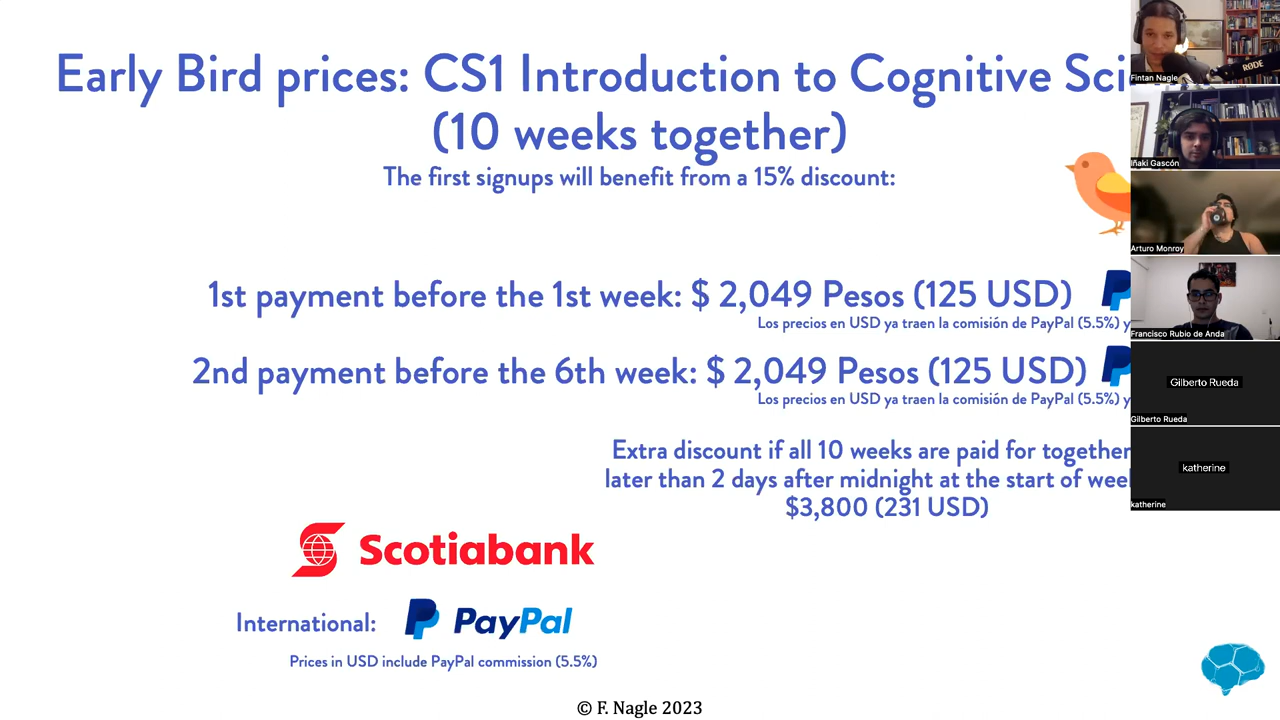 Early Bird prices: CS1 Introduction to Cognitive Sci
(10 weeks together)
The first signups will benefit from a 15% discount:
1st payment before the 1st week: $ 2,049 Pesos (125 USD)
Los precios en USD ya traen la comisión de PayPal (5.5%) y
2nd payment before the 6th week: $ 2,049 Pesos (125 USD)
Los precios en USD ya traen la comisión de PayPal (5.5%) y
Extra discount if all 10 weeks are paid for together
later than 2 days after midnight at the start of
$3,800 (231 USD)
Scotiabank
International: PayPal
Prices in USD include PayPal commission (5.5%)
© F. Nagle 2023
RØDE
Fintan Nagle
Iñaki Gascón
Arturo Monroy
Francisco Rubio de Anda
Gilberto Rueda
Gilberto Rueda
katherine
katherine